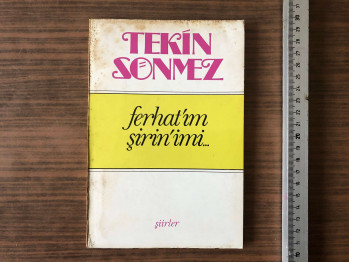 TEKİN
SÖNMEZ
ferhat'ım
şirin'imi...
şiirler